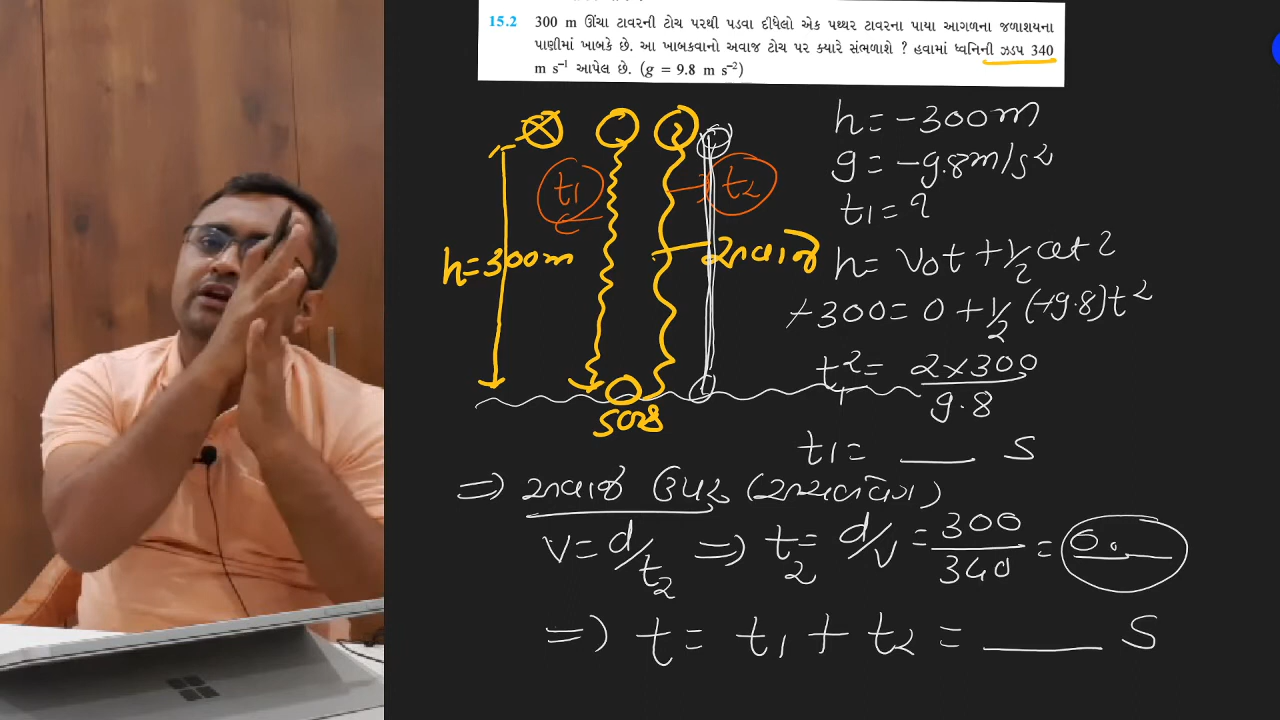 15.2 300 m ઊંચા ટાવરની ટોચ પરથી પડવા દીધેલો એક પથ્થર ટાવરના પાયા આગળના જળાશયના
પાણીમાં ખાબકે છે. આ ખાબકવાનો અવાજ ટોચ પર ક્યારે સંભળાશે ? હવામાં ધ્વનિની ઝડપ 340
m s⁻¹ આપેલ છે. (g = 9.8 m s⁻²)
h = -300m
g = -9.8m/s²
t₁ = ?
t₁
t₂
h=300m
અવાજ
h = v₀t + ½at²
-300 = 0 + ½ (-9.8)t²
t₁² = 2×300/9.8
t₁ = ___ s
⇒ અવાજ ઉપર
v = d/t₂ ⇒ t₂ = d/v = 300/340 = 0.___
⇒ t = t₁ + t₂ = ___ s